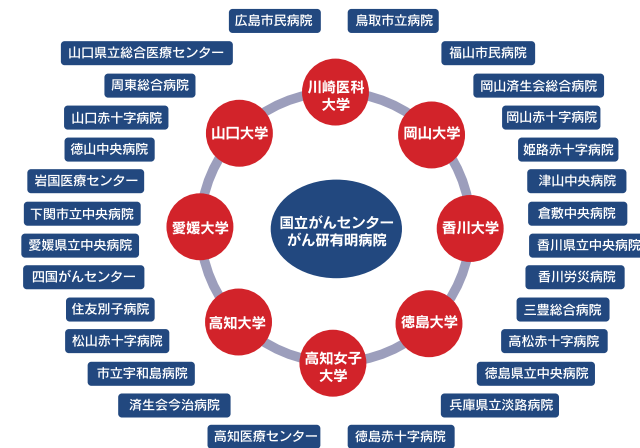 広島市民病院
鳥取市立病院
山口県立総合医療センター
福山市民病院
周東総合病院
岡山済生会総合病院
山口赤十字病院
岡山赤十字病院
徳山中央病院
姫路赤十字病院
岩国医療センター
津山中央病院
下関市立中央病院
倉敷中央病院
愛媛県立中央病院
香川県立中央病院
四国がんセンター
香川労災病院
住友別子病院
三豊総合病院
松山赤十字病院
高松赤十字病院
市立宇和島病院
徳島県立中央病院
済生会今治病院
兵庫県立淡路病院
高知医療センター
徳島赤十字病院
川崎医科
大学
山口大学
岡山大学
愛媛大学
国立がんセンター
がん研有明病院
香川大学
高知大学
徳島大学
高知女子
大学